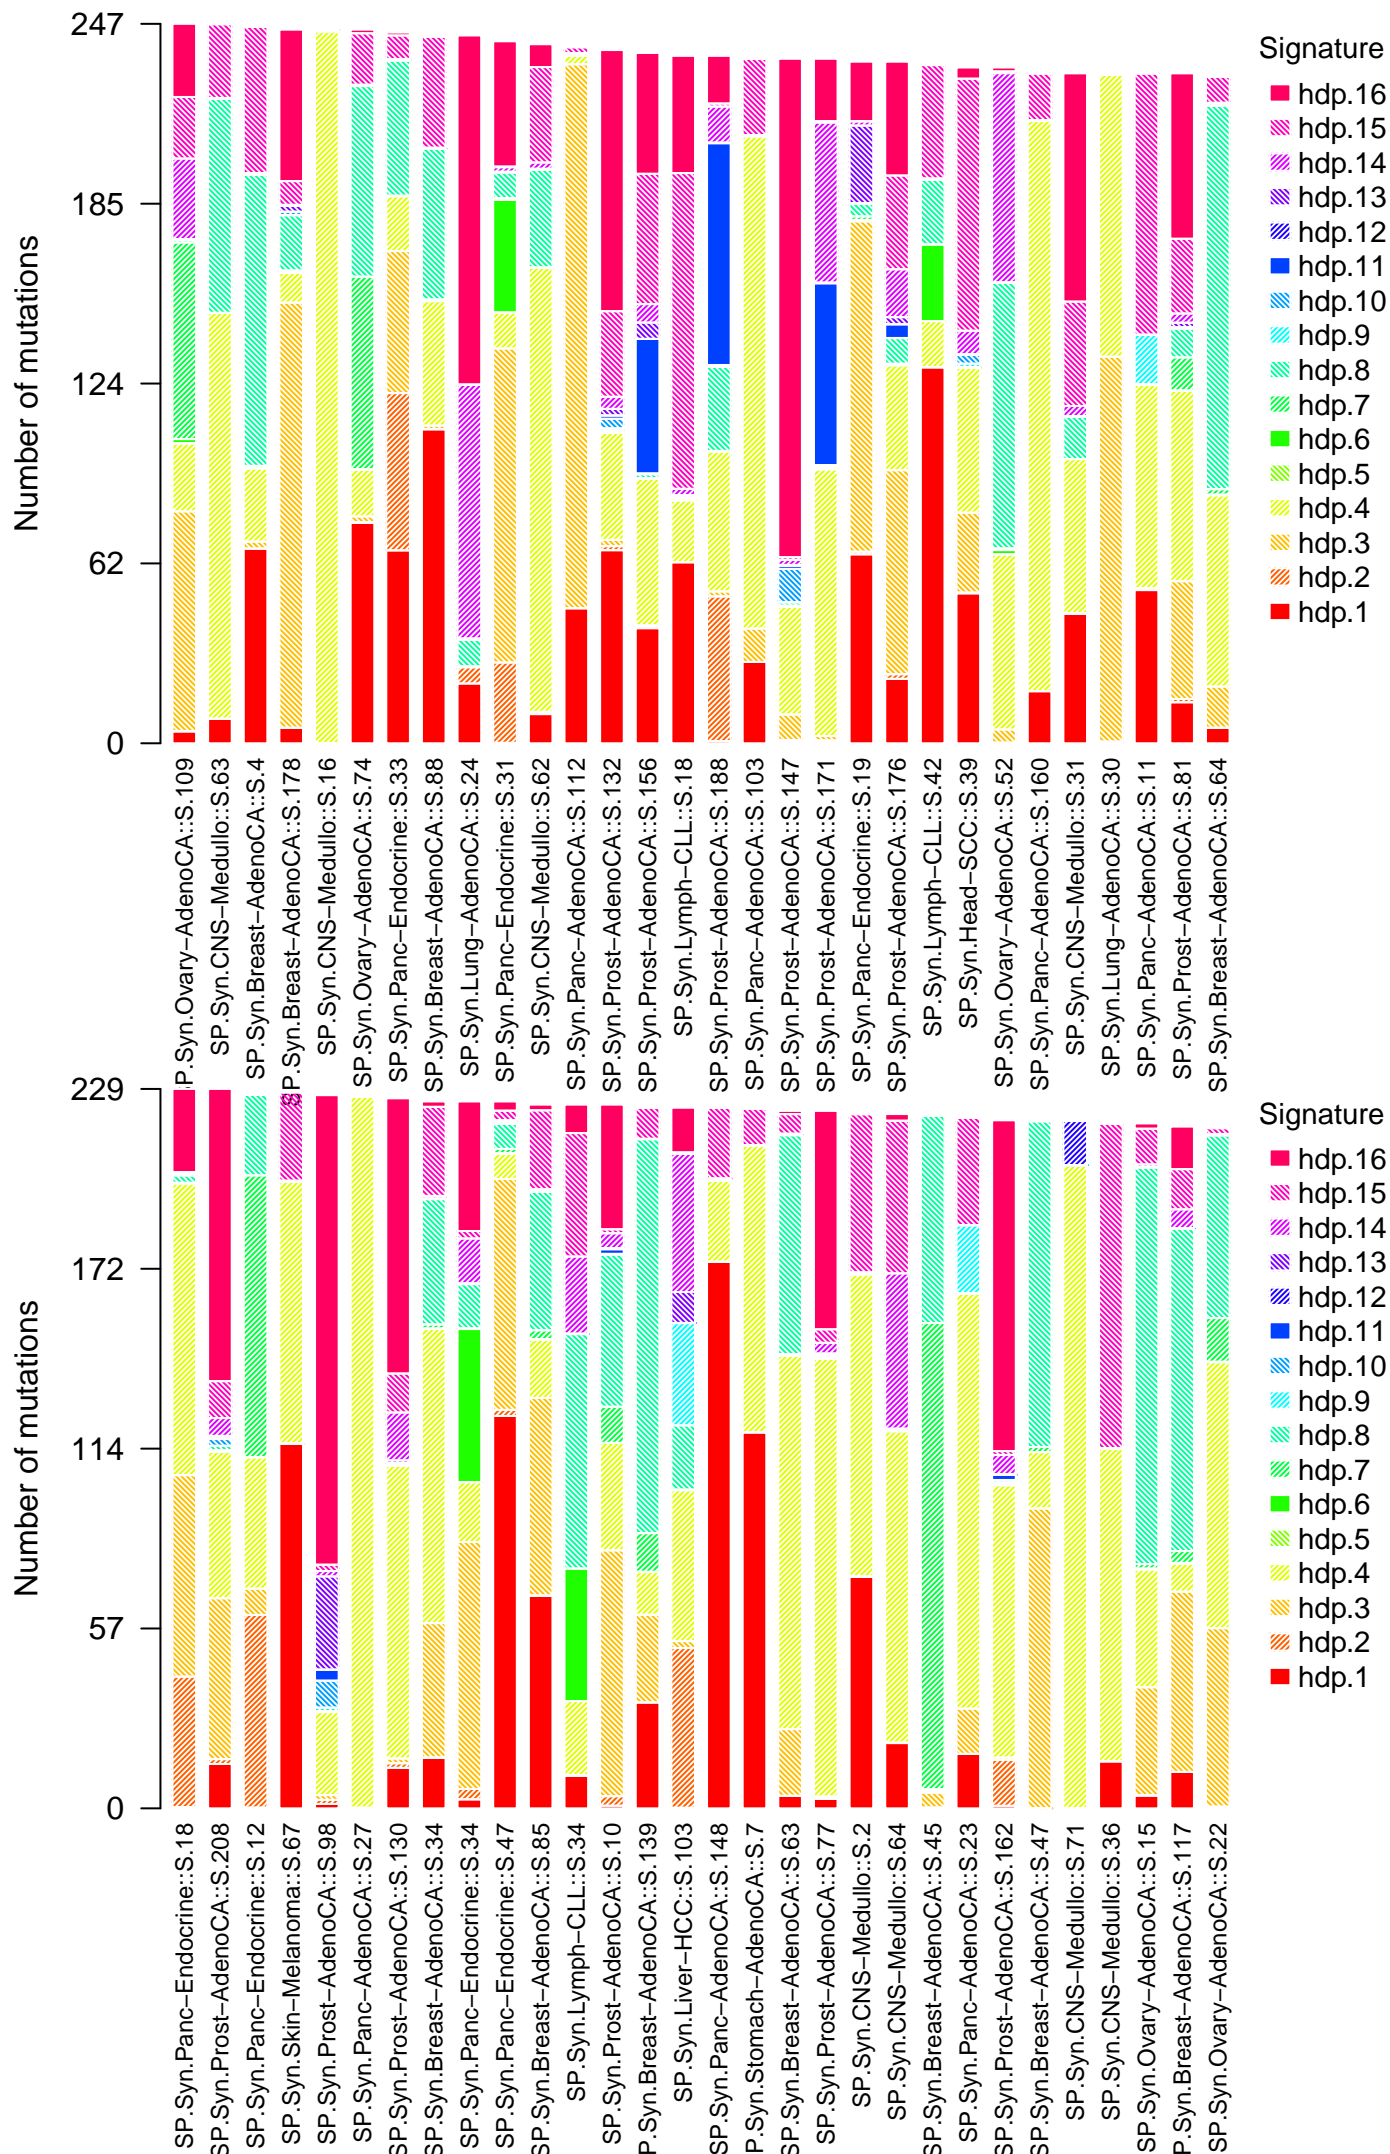 Number of mutations
247
185
124
62
0
Signature
hdp.16
hdp.15
hdp.14
hdp.13
hdp.12
hdp.11
hdp.10
hdp.9
hdp.8
hdp.7
hdp.6
hdp.5
hdp.4
hdp.3
hdp.2
hdp.1
SP.Syn.Ovary−AdenoCA::S.109
SP.Syn.CNS−Medullo::S.63
SP.Syn.Breast−AdenoCA::S.4
SP.Syn.Breast−AdenoCA::S.178
SP.Syn.CNS−Medullo::S.16
SP.Syn.Ovary−AdenoCA::S.74
SP.Syn.Panc−Endocrine::S.33
SP.Syn.Breast−AdenoCA::S.88
SP.Syn.Lung−AdenoCA::S.24
SP.Syn.Panc−Endocrine::S.31
SP.Syn.CNS−Medullo::S.62
SP.Syn.Panc−AdenoCA::S.112
SP.Syn.Prost−AdenoCA::S.132
SP.Syn.Prost−AdenoCA::S.156
SP.Syn.Lymph−CLL::S.18
SP.Syn.Prost−AdenoCA::S.188
SP.Syn.Panc−AdenoCA::S.103
SP.Syn.Prost−AdenoCA::S.147
SP.Syn.Prost−AdenoCA::S.171
SP.Syn.Panc−Endocrine::S.19
SP.Syn.Prost−AdenoCA::S.176
SP.Syn.Lymph−CLL::S.42
SP.Syn.Head−SCC::S.39
SP.Syn.Ovary−AdenoCA::S.52
SP.Syn.Panc−AdenoCA::S.160
SP.Syn.CNS−Medullo::S.31
SP.Syn.Lung−AdenoCA::S.30
SP.Syn.Panc−AdenoCA::S.11
SP.Syn.Prost−AdenoCA::S.81
SP.Syn.Breast−AdenoCA::S.64
Number of mutations
229
172
114
57
0
Signature
hdp.16
hdp.15
hdp.14
hdp.13
hdp.12
hdp.11
hdp.10
hdp.9
hdp.8
hdp.7
hdp.6
hdp.5
hdp.4
hdp.3
hdp.2
hdp.1
SP.Syn.Panc−Endocrine::S.18
SP.Syn.Prost−AdenoCA::S.208
SP.Syn.Panc−Endocrine::S.12
SP.Syn.Skin−Melanoma::S.67
SP.Syn.Prost−AdenoCA::S.98
SP.Syn.Panc−AdenoCA::S.27
SP.Syn.Prost−AdenoCA::S.130
SP.Syn.Breast−AdenoCA::S.34
SP.Syn.Panc−Endocrine::S.34
SP.Syn.Panc−Endocrine::S.47
SP.Syn.Breast−AdenoCA::S.85
SP.Syn.Lymph−CLL::S.34
SP.Syn.Prost−AdenoCA::S.10
P.Syn.Breast−AdenoCA::S.139
SP.Syn.Liver−HCC::S.103
SP.Syn.Panc−AdenoCA::S.148
P.Syn.Stomach−AdenoCA::S.7
SP.Syn.Breast−AdenoCA::S.63
SP.Syn.Prost−AdenoCA::S.77
SP.Syn.CNS−Medullo::S.2
SP.Syn.CNS−Medullo::S.64
SP.Syn.Breast−AdenoCA::S.45
SP.Syn.Panc−AdenoCA::S.23
SP.Syn.Prost−AdenoCA::S.162
SP.Syn.Breast−AdenoCA::S.47
SP.Syn.CNS−Medullo::S.71
SP.Syn.CNS−Medullo::S.36
SP.Syn.Ovary−AdenoCA::S.15
P.Syn.Breast−AdenoCA::S.117
SP.Syn.Ovary−AdenoCA::S.22